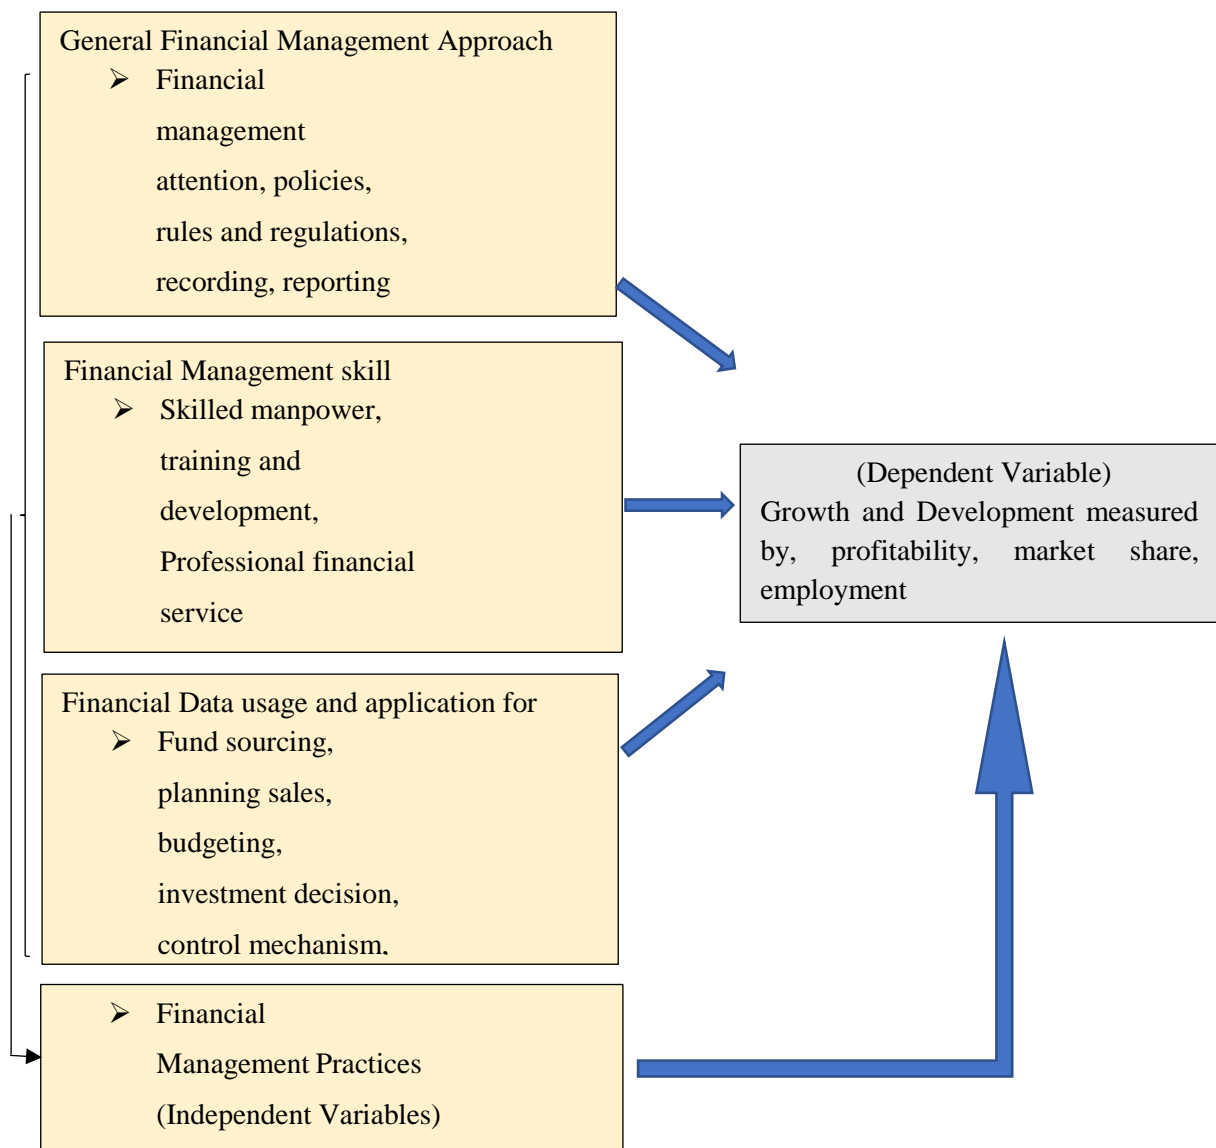 General Financial Management Approach
➢ Financial
management
attention, policies,
rules and regulations,
recording, reporting
Financial Management skill
➢ Skilled manpower,
training and
development,
Professional financial
service
Financial Data usage and application for
➢ Fund sourcing,
planning sales,
budgeting,
investment decision,
control mechanism,
➢ Financial
Management Practices
(Independent Variables)
(Dependent Variable)
Growth and Development measured
by, profitability, market share,
employment